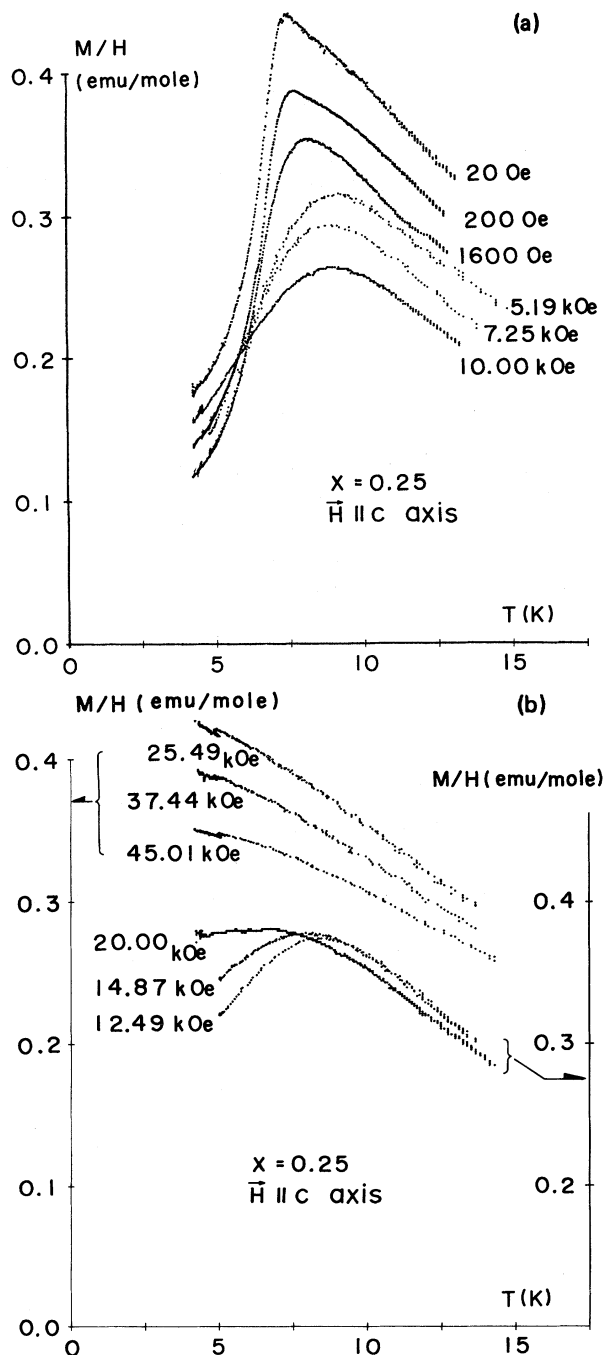 (a)
M/H
(emu/mole)
0.4
20 Oe
0.3
200 Oe
1600 Oe
5.19 kOe
7.25 kOe
0.2
10.00 kOe
x = 0.25
H⃗ ll c axis
0.1
T(K)
0.0
0 5 10 15
M/H (emu/mole)
(b)
0.4
25.49 kOe
M/H(emu/mole)
37.44 kOe
45.01 kOe
0.4
0.3
20.00 kOe
14.87 kOe
12.49 kOe
0.3
0.2
x = 0.25
H⃗ ll c axis
0.2
0.1
T(K)
0.0
0 5 10 15